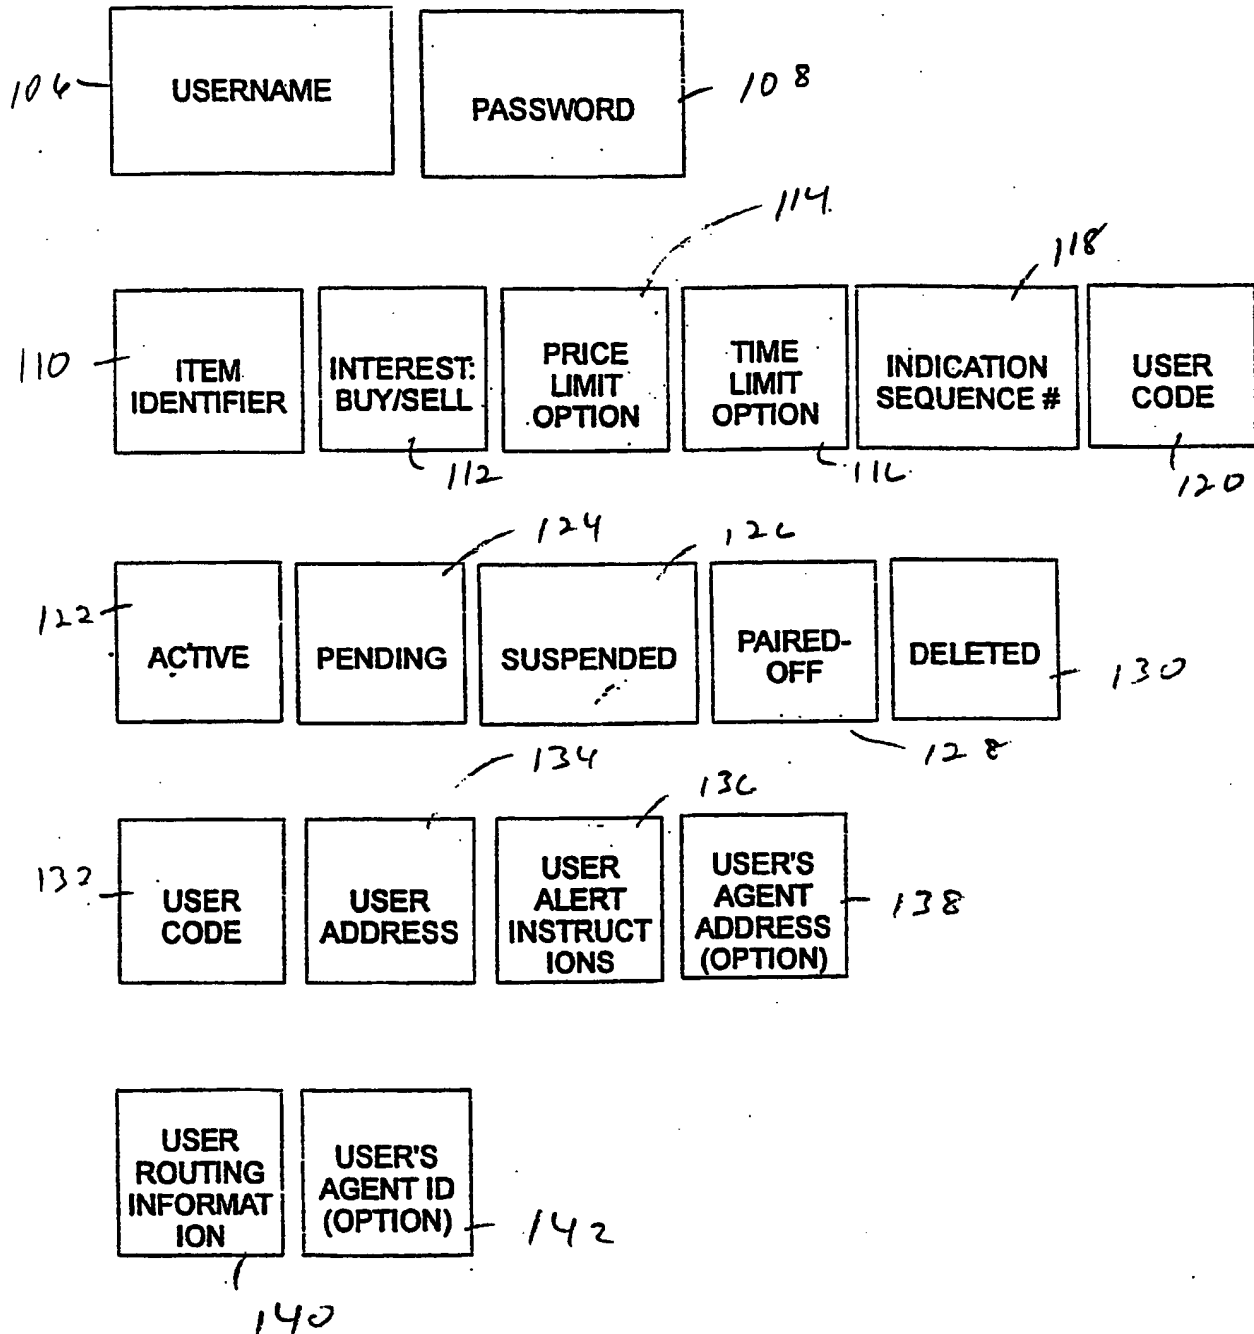 106
USERNAME
PASSWORD
108
114
118
110
ITEM
IDENTIFIER
INTEREST:
BUY/SELL
PRICE
LIMIT
OPTION
TIME
LIMIT
OPTION
INDICATION
SEQUENCE #
USER
CODE
112
116
120
124
126
122
ACTIVE
PENDING
SUSPENDED
PAIRED-
OFF
DELETED
130
128
134
136
132
USER
CODE
USER
ADDRESS
USER
ALERT
INSTRUCT
IONS
USER'S
AGENT
ADDRESS
(OPTION)
138
USER
ROUTING
INFORMAT
ION
USER'S
AGENT ID
(OPTION)
142
140